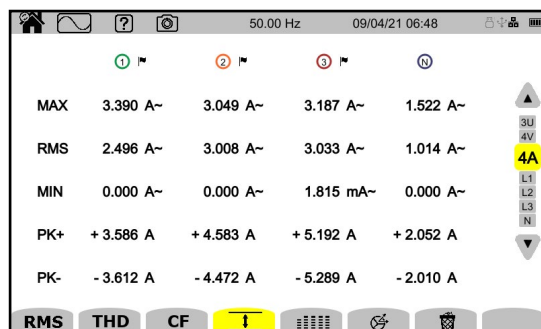 ? 50.00 Hz 09/04/21 06:48
1 2 3 N
MAX 3.390 A~ 3.049 A~ 3.187 A~ 1.522 A~
RMS 2.496 A~ 3.008 A~ 3.033 A~ 1.014 A~
MIN 0.000 A~ 0.000 A~ 1.815 mA~ 0.000 A~
PK+ + 3.586 A + 4.583 A + 5.192 A + 2.052 A
PK- - 3.612 A - 4.472 A - 5.289 A - 2.010 A
3U
4V
4A
L1
L2
L3
N
RMS THD CF